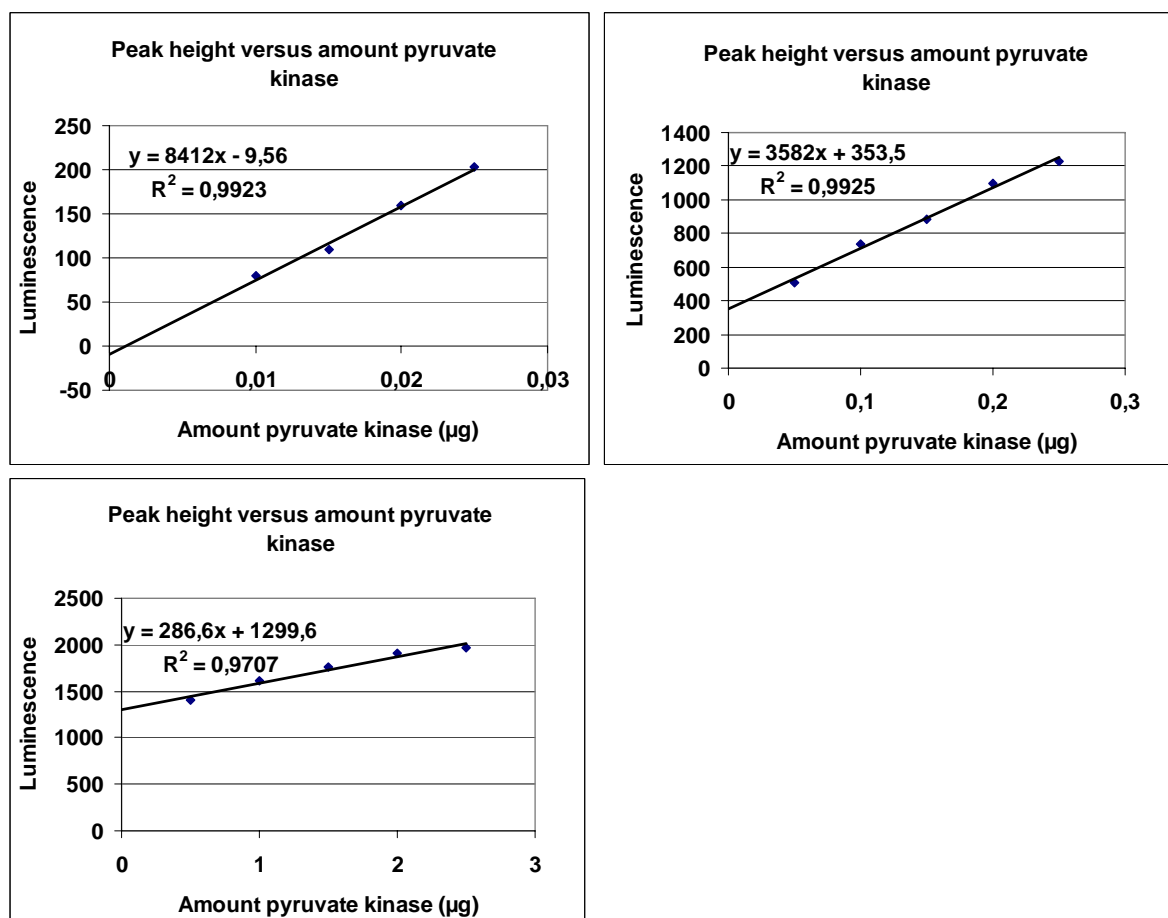 Peak height versus amount pyruvate
kinase
y = 8412x - 9,56
R² = 0,9923
250
200
150
100
50
0
-50
0
0,01
0,02
0,03
Luminescence
Amount pyruvate kinase (µg)
Peak height versus amount pyruvate
kinase
y = 3582x + 353,5
R² = 0,9925
1400
1200
1000
800
600
400
200
0
0
0,1
0,2
0,3
Luminescence
Amount pyruvate kinase (µg)
Peak height versus amount pyruvate
kinase
y = 286,6x + 1299,6
R² = 0,9707
2500
2000
1500
1000
500
0
0
1
2
3
Luminescence
Amount pyruvate kinase (µg)